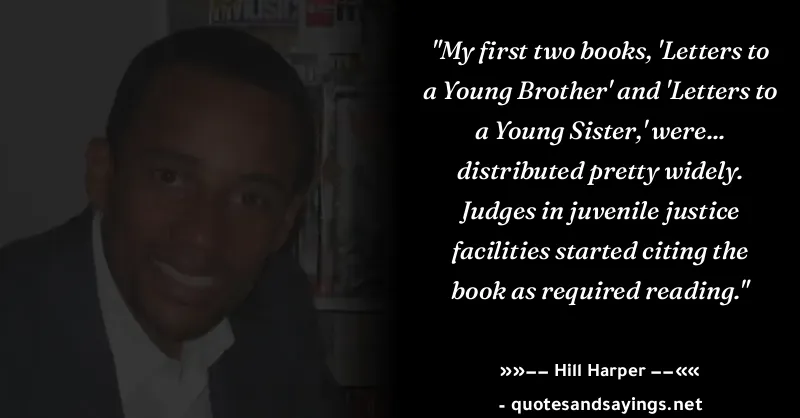 MUSIC
"My first two books, 'Letters to
a Young Brother' and 'Letters to
a Young Sister,' were...
distributed pretty widely.
Judges in juvenile justice
facilities started citing the
book as required reading."
»»–– Hill Harper ––««
- quotesandsayings.net